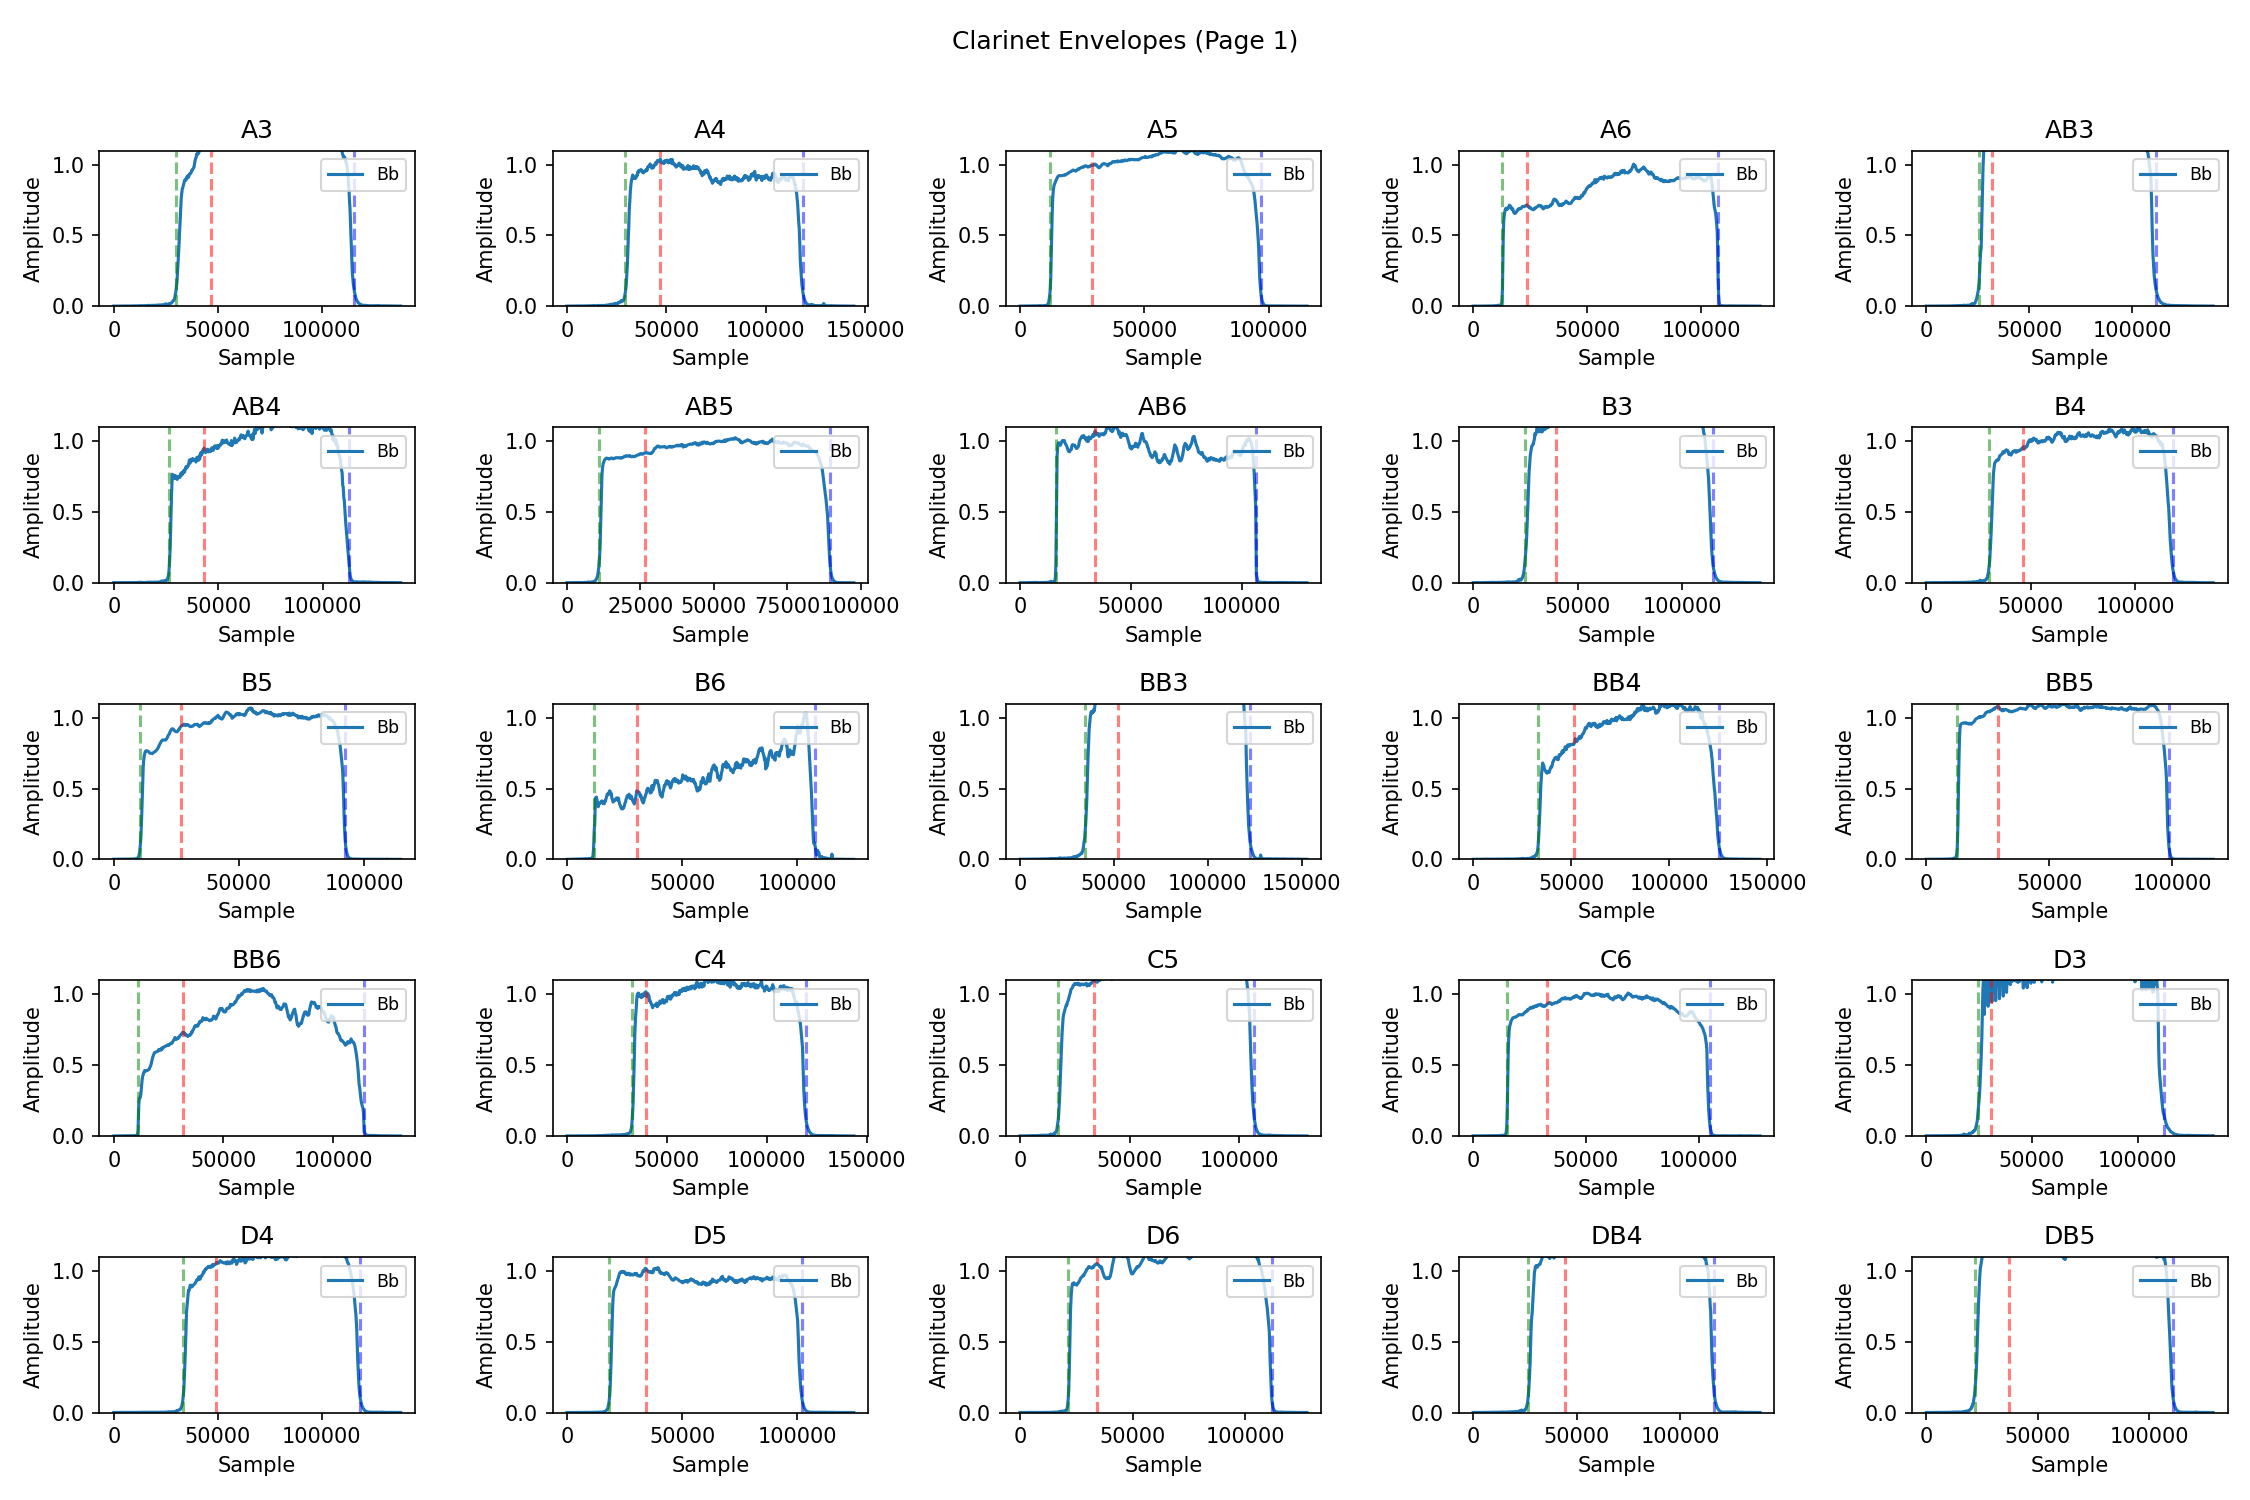 Clarinet Envelopes (Page 1)
A3 A4 A5 A6 AB3
Amplitude 1.0 0.5 0.0 Bb Amplitude 1.0 0.5 0.0 Bb Amplitude 1.0 0.5 0.0 Bb Amplitude 1.0 0.5 0.0 Bb Amplitude 1.0 0.5 0.0 Bb
0 50000 100000 0 50000 100000 150000 0 50000 100000 0 50000 100000 0 50000 100000
Sample Sample Sample Sample Sample
AB4 AB5 AB6 B3 B4
Amplitude 1.0 0.5 0.0 Bb Amplitude 1.0 0.5 0.0 Bb Amplitude 1.0 0.5 0.0 Bb Amplitude 1.0 0.5 0.0 Bb Amplitude 1.0 0.5 0.0 Bb
0 50000 100000 0 25000 50000 75000 100000 0 50000 100000 0 50000 100000 0 50000 100000
Sample Sample Sample Sample Sample
B5 B6 BB3 BB4 BB5
Amplitude 1.0 0.5 0.0 Bb Amplitude 1.0 0.5 0.0 Bb Amplitude 1.0 0.5 0.0 Bb Amplitude 1.0 0.5 0.0 Bb Amplitude 1.0 0.5 0.0 Bb
0 50000 100000 0 50000 100000 0 50000 100000 150000 0 50000 100000 150000 0 50000 100000
Sample Sample Sample Sample Sample
BB6 C4 C5 C6 D3
Amplitude 1.0 0.5 0.0 Bb Amplitude 1.0 0.5 0.0 Bb Amplitude 1.0 0.5 0.0 Bb Amplitude 1.0 0.5 0.0 Bb Amplitude 1.0 0.5 0.0 Bb
0 50000 100000 0 50000 100000 150000 0 50000 100000 0 50000 100000 0 50000 100000
Sample Sample Sample Sample Sample
D4 D5 D6 DB4 DB5
Amplitude 1.0 0.5 0.0 Bb Amplitude 1.0 0.5 0.0 Bb Amplitude 1.0 0.5 0.0 Bb Amplitude 1.0 0.5 0.0 Bb Amplitude 1.0 0.5 0.0 Bb
0 50000 100000 0 50000 100000 0 50000 100000 0 50000 100000 0 50000 100000
Sample Sample Sample Sample Sample